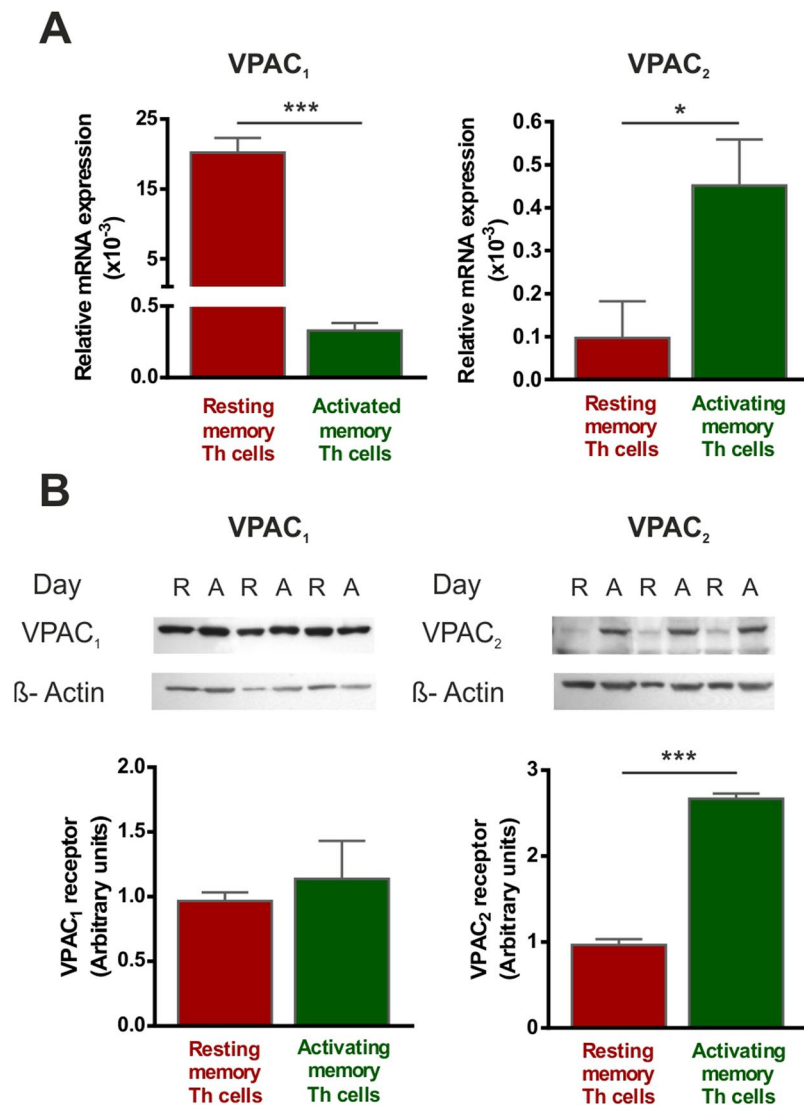 A
VPAC₁
Relative mRNA expression
(x10⁻³)
25
15
5
0.5
0.0
***
Resting
memory
Th cells
Activated
memory
Th cells
VPAC₂
Relative mRNA expression
(x10⁻³)
0.6
0.5
0.4
0.3
0.2
0.1
0.0
*
Resting
memory
Th cells
Activating
memory
Th cells
B
VPAC₁
Day R A R A R A
VPAC₁
ß- Actin
VPAC₂
Day R A R A R A
VPAC₂
ß- Actin
VPAC₁ receptor
(Arbitrary units)
2.0
1.5
1.0
0.5
0.0
Resting
memory
Th cells
Activating
memory
Th cells
VPAC₂ receptor
(Arbitrary units)
3
2
1
0
***
Resting
memory
Th cells
Activating
memory
Th cells